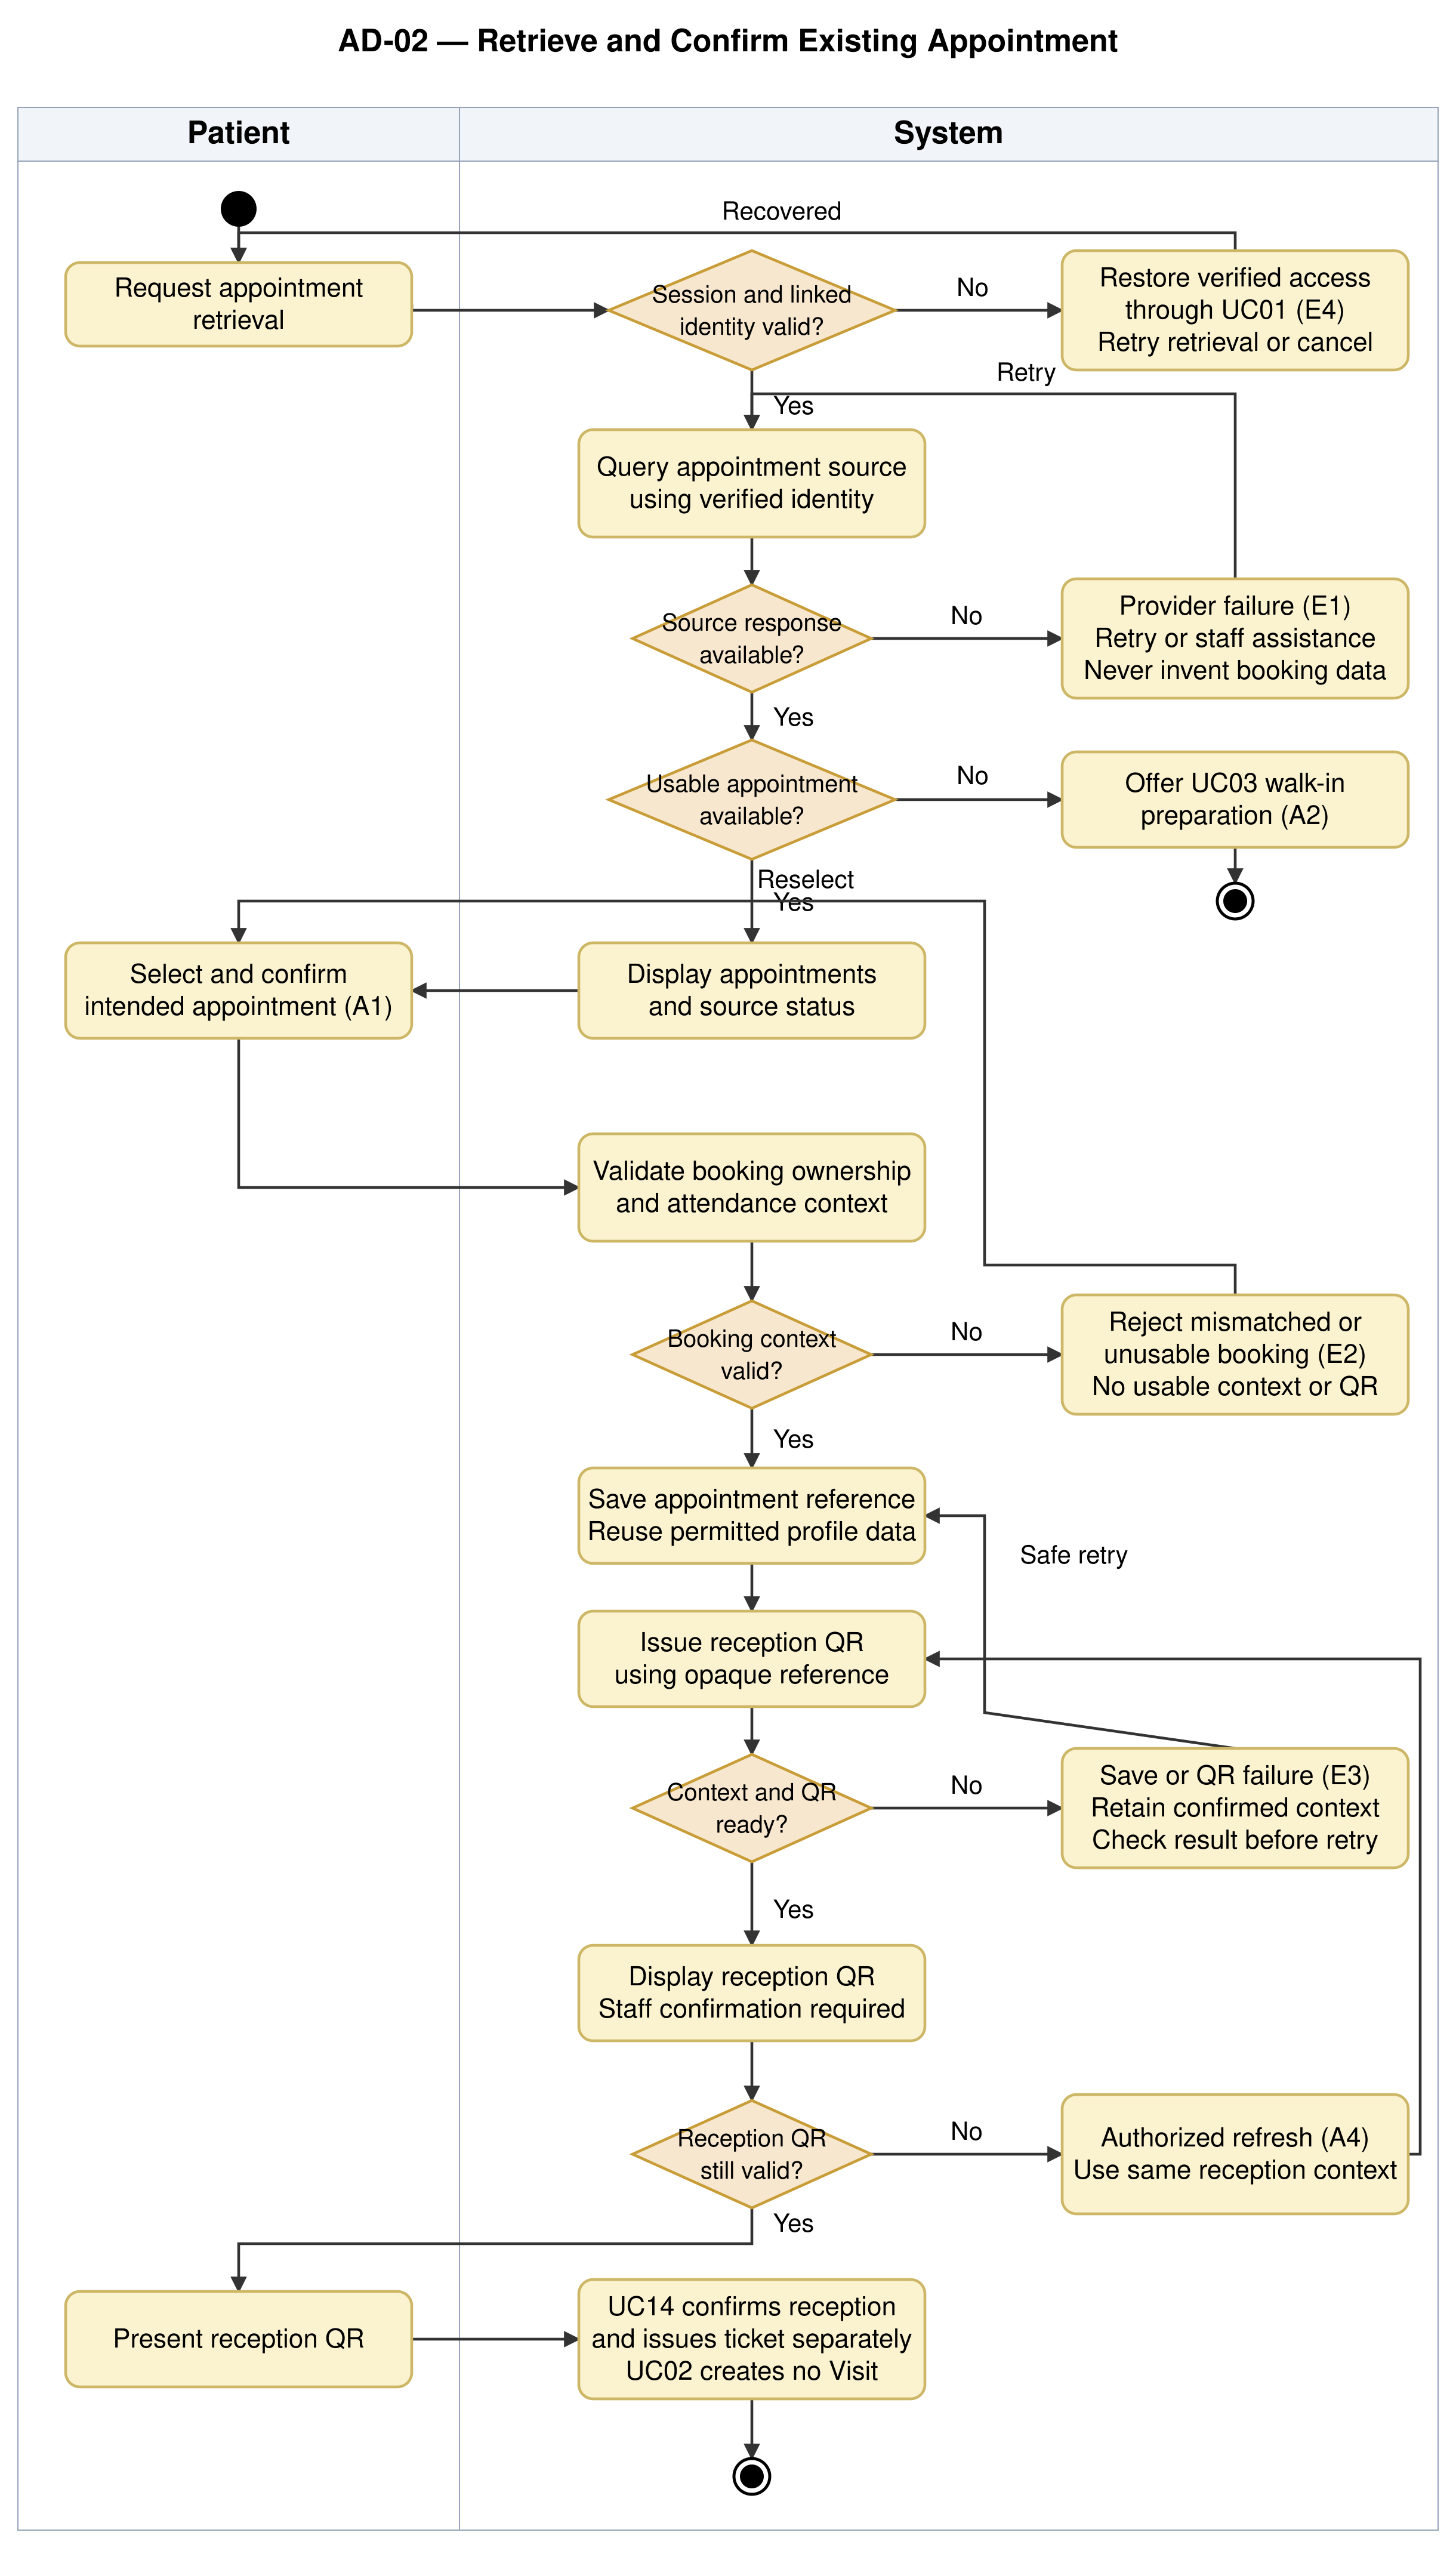 AD-02 — Retrieve and Confirm Existing Appointment
Patient
System
Recovered
Request appointment
retrieval
Session and linked
identity valid?
No
Restore verified access
through UC01 (E4)
Retry retrieval or cancel
Retry
Yes
Query appointment source
using verified identity
Source response
available?
No
Provider failure (E1)
Retry or staff assistance
Never invent booking data
Yes
Usable appointment
available?
No
Offer UC03 walk-in
preparation (A2)
Reselect
Yes
Select and confirm
intended appointment (A1)
Display appointments
and source status
Validate booking ownership
and attendance context
Booking context
valid?
No
Reject mismatched or
unusable booking (E2)
No usable context or QR
Yes
Save appointment reference
Reuse permitted profile data
Safe retry
Issue reception QR
using opaque reference
Context and QR
ready?
No
Save or QR failure (E3)
Retain confirmed context
Check result before retry
Yes
Display reception QR
Staff confirmation required
Reception QR
still valid?
No
Authorized refresh (A4)
Use same reception context
Yes
Present reception QR
UC14 confirms reception
and issues ticket separately
UC02 creates no Visit